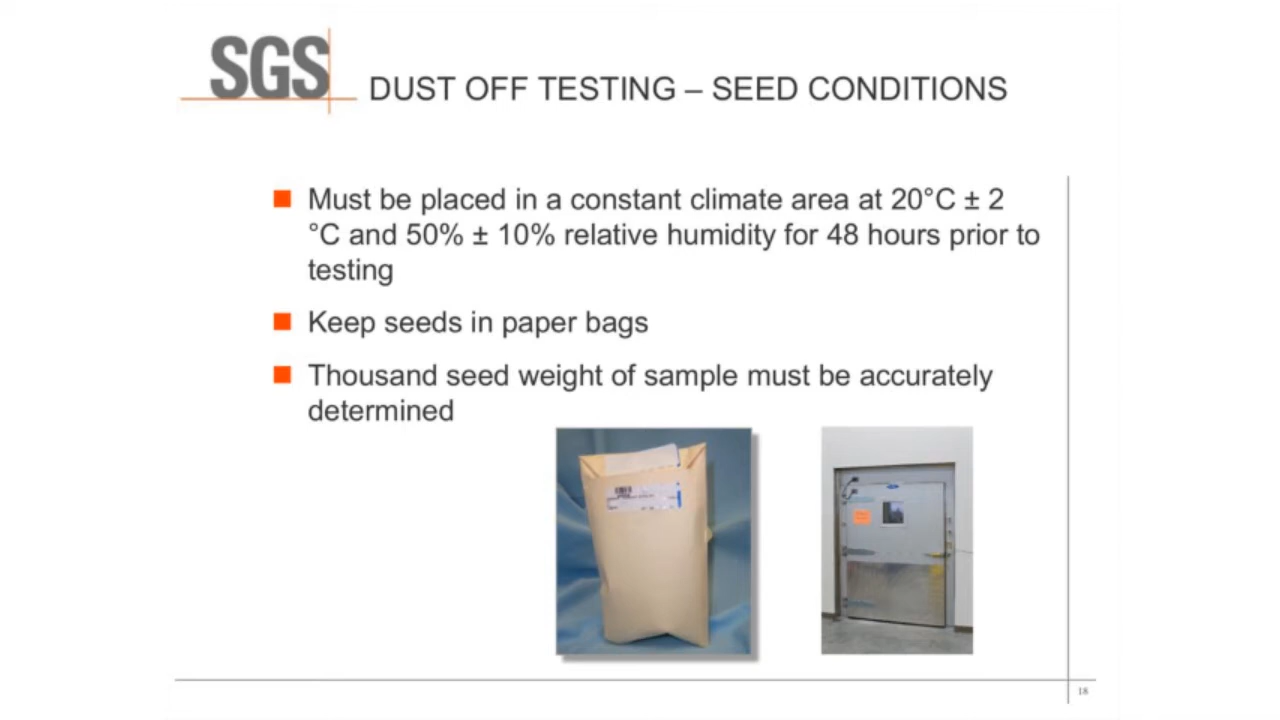 SGS
DUST OFF TESTING – SEED CONDITIONS
■ Must be placed in a constant climate area at 20°C ± 2
°C and 50% ± 10% relative humidity for 48 hours prior to
testing
■ Keep seeds in paper bags
■ Thousand seed weight of sample must be accurately
determined
18